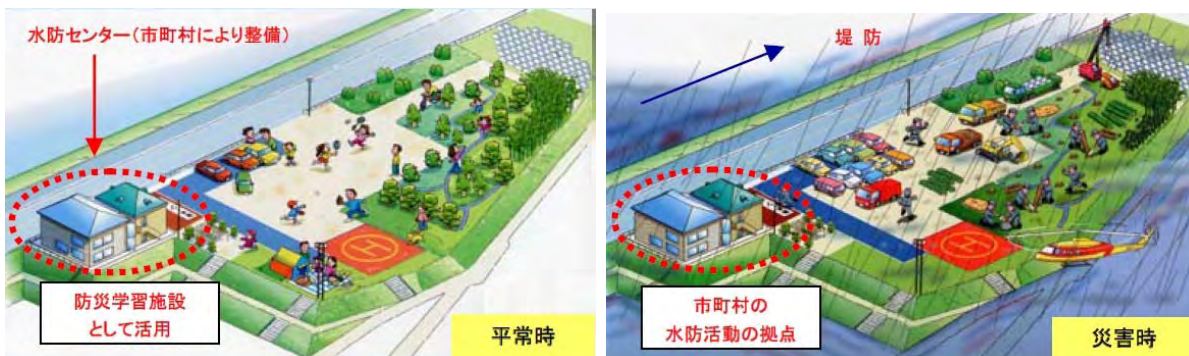 水防センター(市町村により整備)
防災学習施設
として活用
H
平常時
堤 防
市町村の
水防活動の拠点
H
災害時